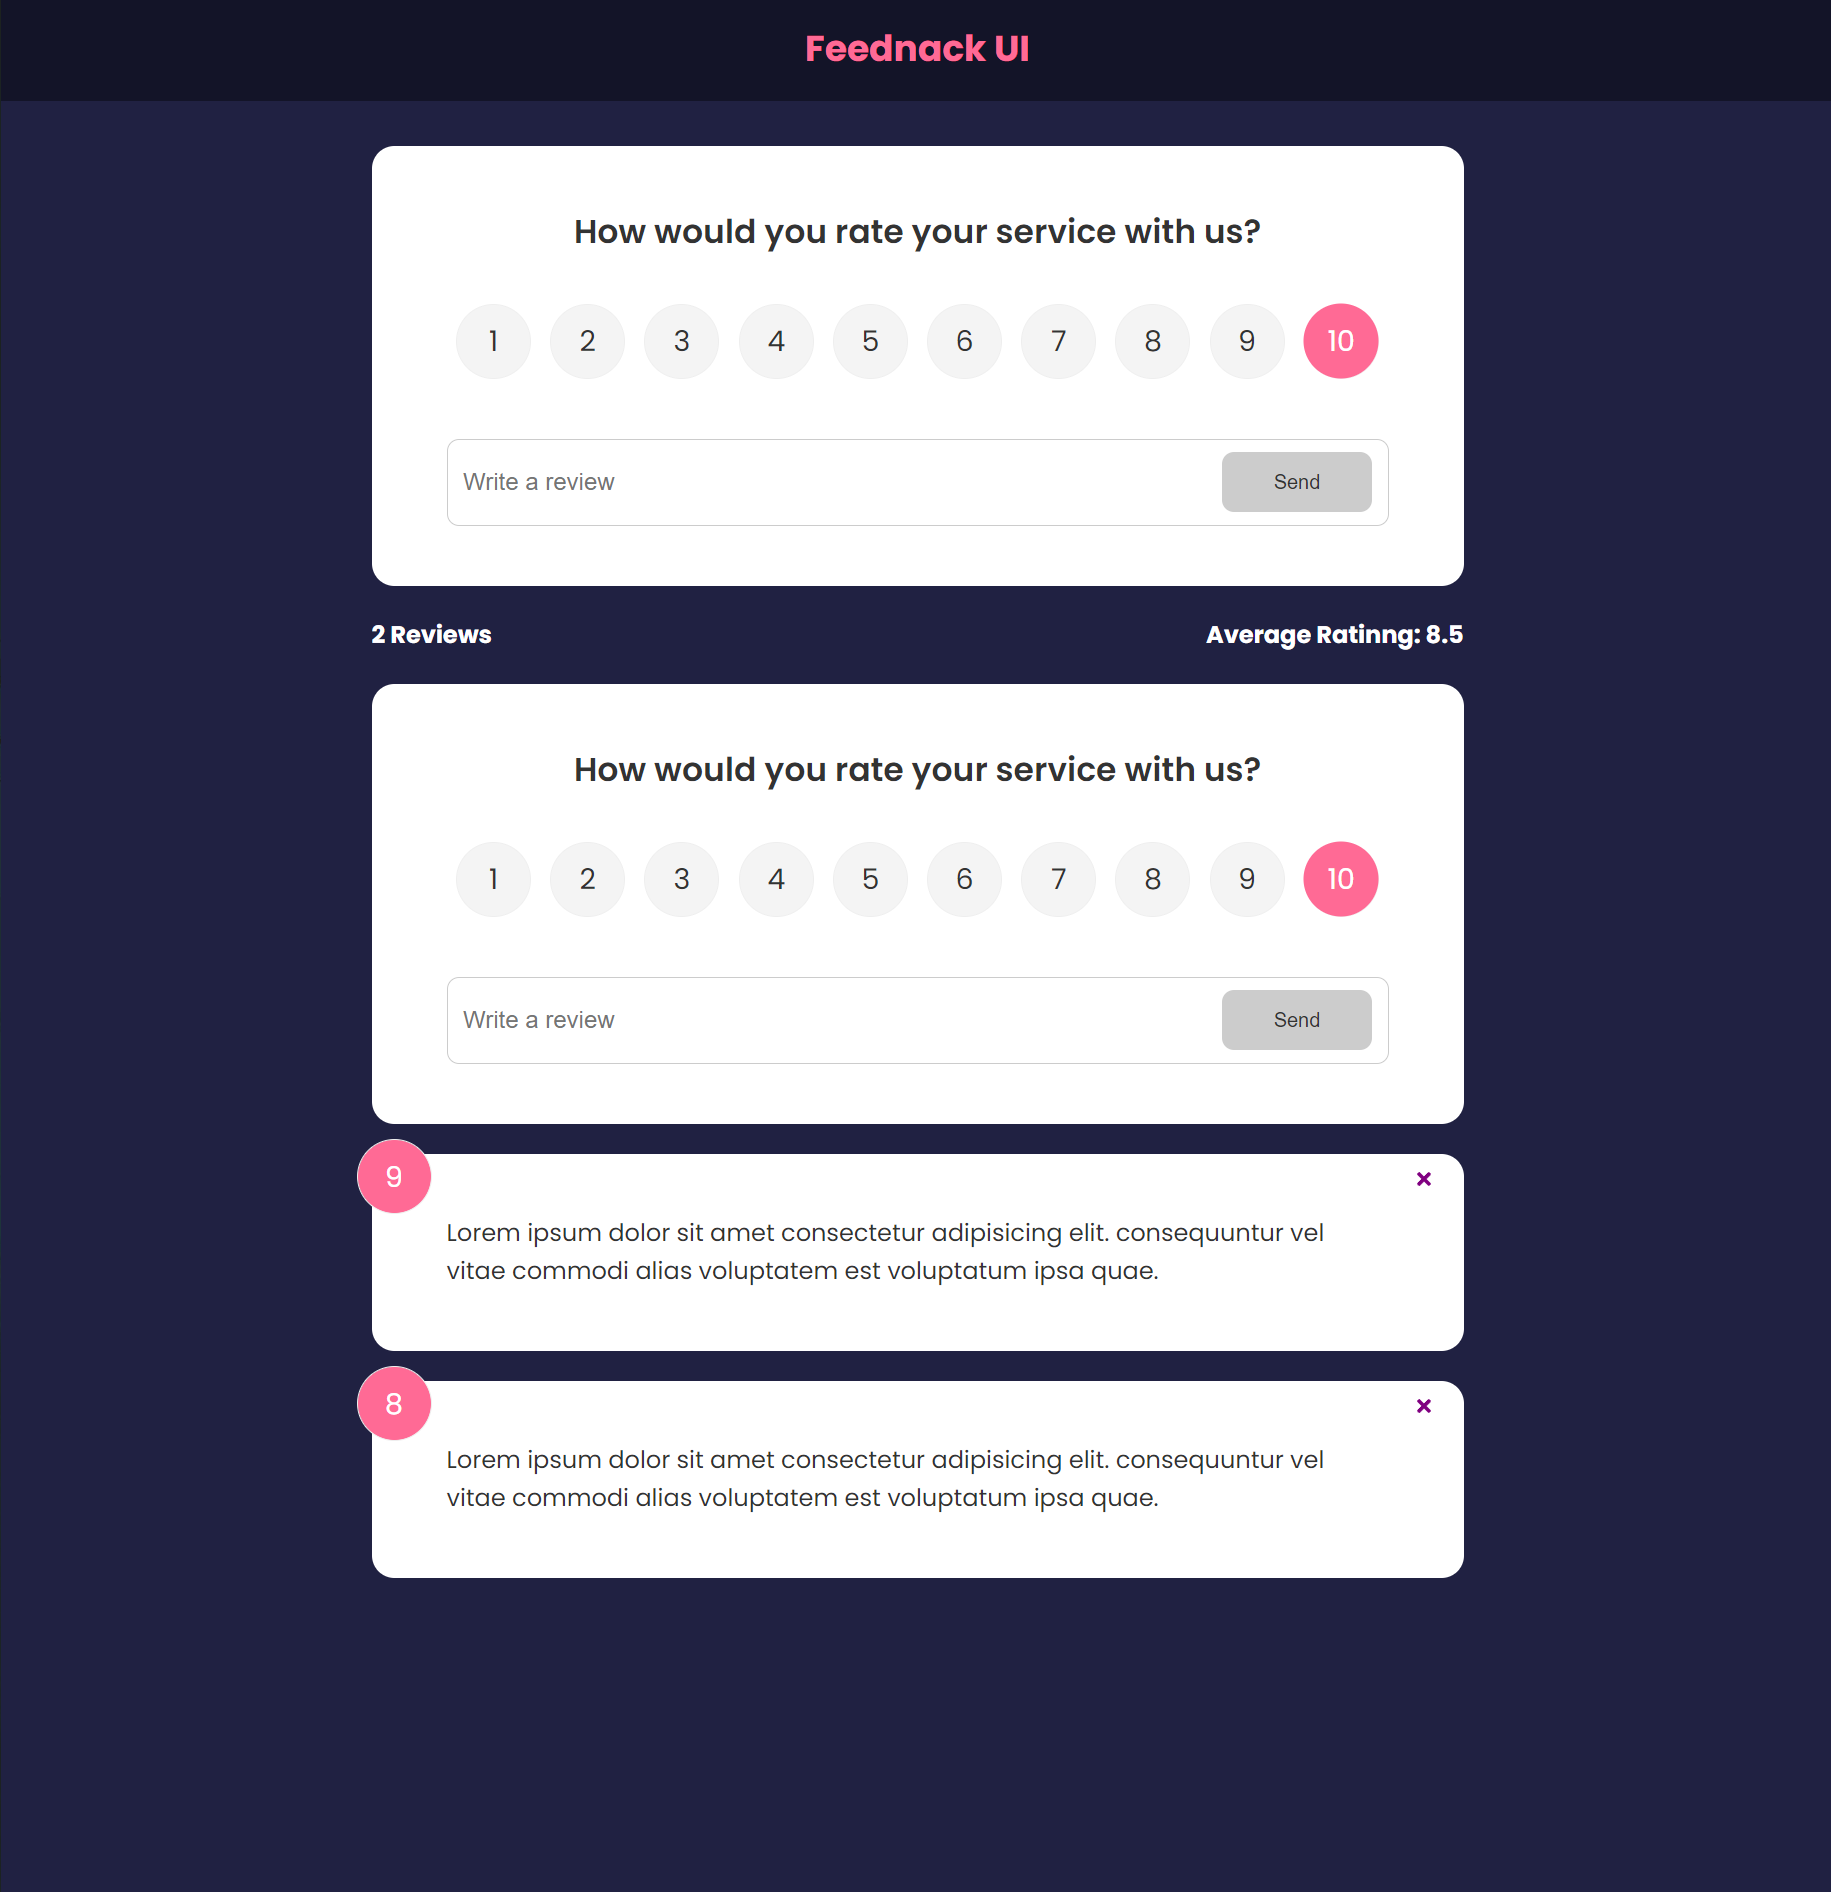 Feednack UI
How would you rate your service with us?
1 2 3 4 5 6 7 8 9 10
Write a review Send
2 Reviews Average Ratinng: 8.5
How would you rate your service with us?
1 2 3 4 5 6 7 8 9 10
Write a review Send
9
Lorem ipsum dolor sit amet consectetur adipisicing elit. consequuntur vel
vitae commodi alias voluptatem est voluptatum ipsa quae.
8
Lorem ipsum dolor sit amet consectetur adipisicing elit. consequuntur vel
vitae commodi alias voluptatem est voluptatum ipsa quae.